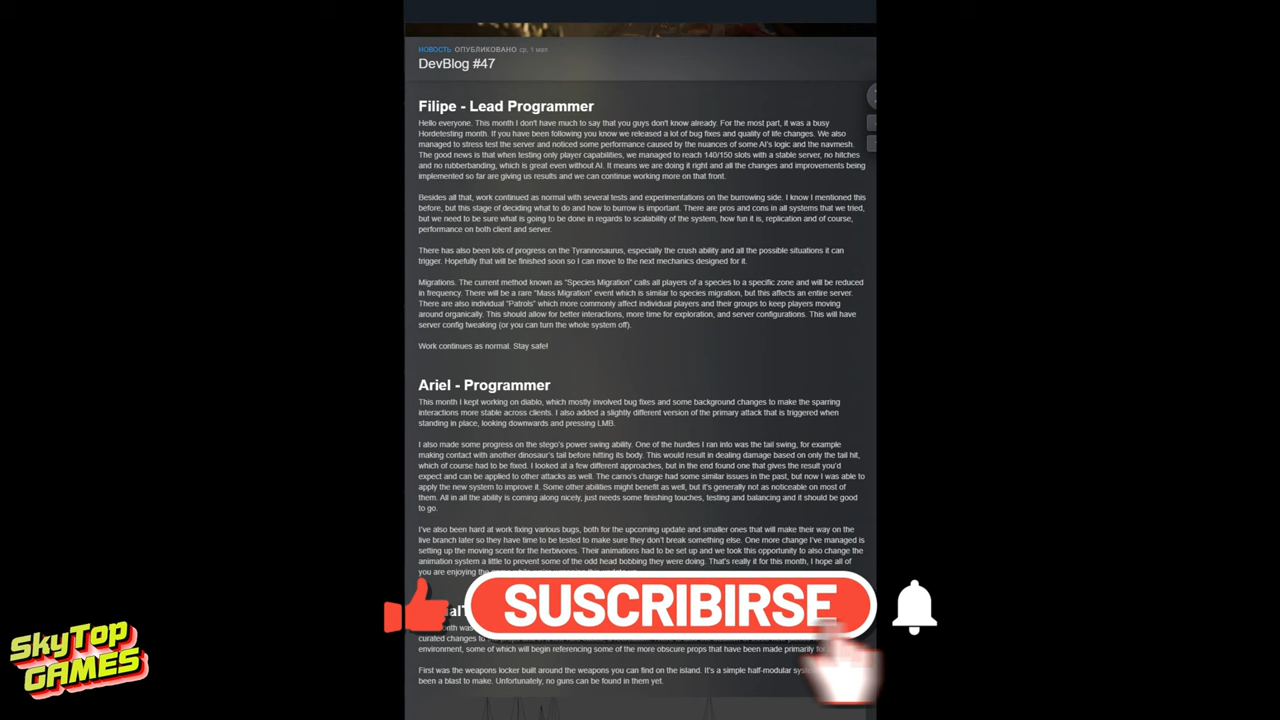 НОВОСТЬ ОПУБЛИКОВАНО ср, 1 мая
DevBlog #47
Filipe - Lead Programmer
Hello everyone. This month I don't have much to say that you guys don't know already. For the most part, it was a busy
Hordetesting month. If you have been following you know we released a lot of bug fixes and quality of life changes. We also
managed to stress test the server and noticed some performance caused by the nuances of some AI's logic and the navmesh.
The good news is that when testing only player capabilities, we managed to reach 140/150 slots with a stable server, no hitches
and no rubberbanding, which is great even without AI. It means we are doing it right and all the changes and improvements being
implemented so far are giving us results and we can continue working more on that front.
Besides all that, work continued as normal with several tests and experimentations on the burrowing side. I know I mentioned this
before, but this stage of deciding what to do and how to burrow is important. There are pros and cons in all systems that we tried,
but we need to be sure what is going to be done in regards to scalability of the system, how fun it is, replication and of course,
performance on both client and server.
There has also been lots of progress on the Tyrannosaurus, especially the crush ability and all the possible situations it can
trigger. Hopefully that will be finished soon so I can move to the next mechanics designed for it.
Migrations. The current method known as "Species Migration" calls all players of a species to a specific zone and will be reduced
in frequency. There will be a rare "Mass Migration" event which is similar to species migration, but this affects an entire server.
There are also individual "Patrols" which more commonly affect individual players and their groups to keep players moving
around organically. This should allow for better interactions, more time for exploration, and server configurations. This will have
server config tweaking (or you can turn the whole system off).
Work continues as normal. Stay safe!
Ariel - Programmer
This month I kept working on diablo, which mostly involved bug fixes and some background changes to make the sparring
interactions more stable across clients. I also added a slightly different version of the primary attack that is triggered when
standing in place, looking downwards and pressing LMB.
I also made some progress on the stego's power swing ability. One of the hurdles I ran into was the tail swing, for example
making contact with another dinosaur's tail before hitting its body. This would result in dealing damage based on only the tail hit,
which of course had to be fixed. I looked at a few different approaches, but in the end found one that gives the result you'd
expect and can be applied to other attacks as well. The carno's charge had some similar issues in the past, but now I was able to
apply the new system to improve it. Some other abilities might benefit as well, but it's generally not as noticeable on most of
them. All in all the ability is coming along nicely, just needs some finishing touches, testing and balancing and it should be good
to go.
I've also been hard at work fixing various bugs, both for the upcoming update and smaller ones that will make their way on the
live branch later so they have time to be tested to make sure they don't break something else. One more change I've managed is
setting up the moving scent for the herbivores. Their animations had to be set up and we took this opportunity to also change the
animation system a little to prevent some of the odd head bobbing they were doing. That's really it for this month, I hope all of
you are enjoying the
SUSCRIBIRSE
curated changes to
environment, some of which will begin referencing some of the more obscure props that have been made primarily
First was the weapons locker built around the weapons you can find on the island. It's a simple half-modular
been a blast to make. Unfortunately, no guns can be found in them yet.
SKYTOP
GAMES